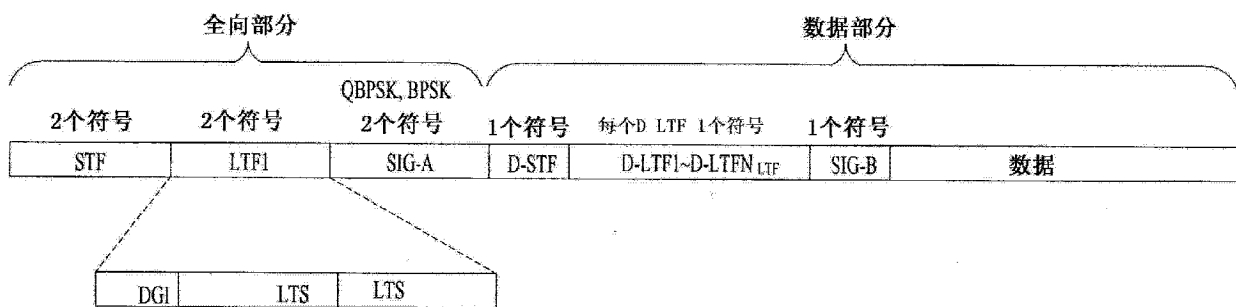 全向部分
数据部分
QBPSK, BPSK
2个符号
2个符号
2个符号
1个符号
每个D LTF 1个符号
1个符号
STF
LTF1
SIG-A
D-STF
D-LTF1~D-LTFN LTF
SIG-B
数据
DGI
LTS
LTS